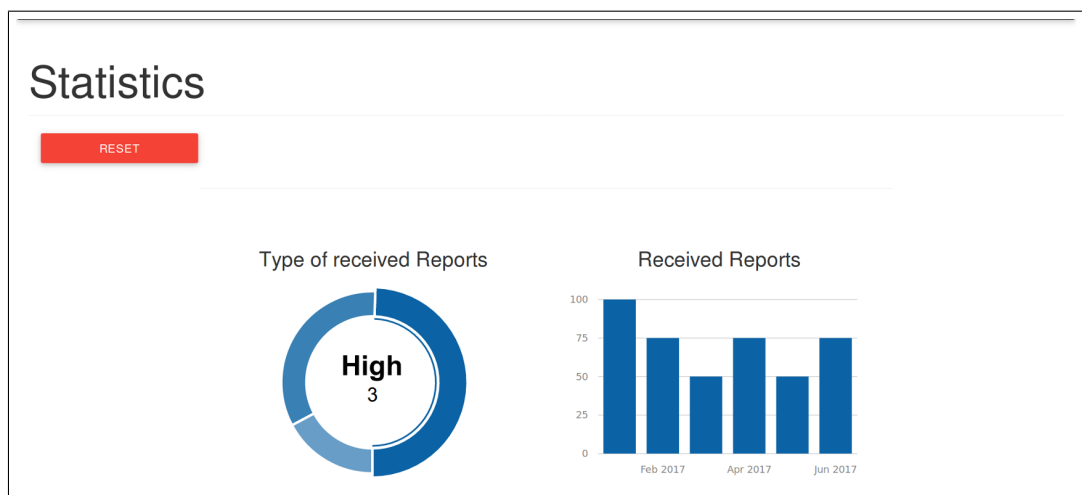 Statistics
RESET
Type of received Reports
High
3
Received Reports
100
75
50
25
0
Feb 2017 Apr 2017 Jun 2017